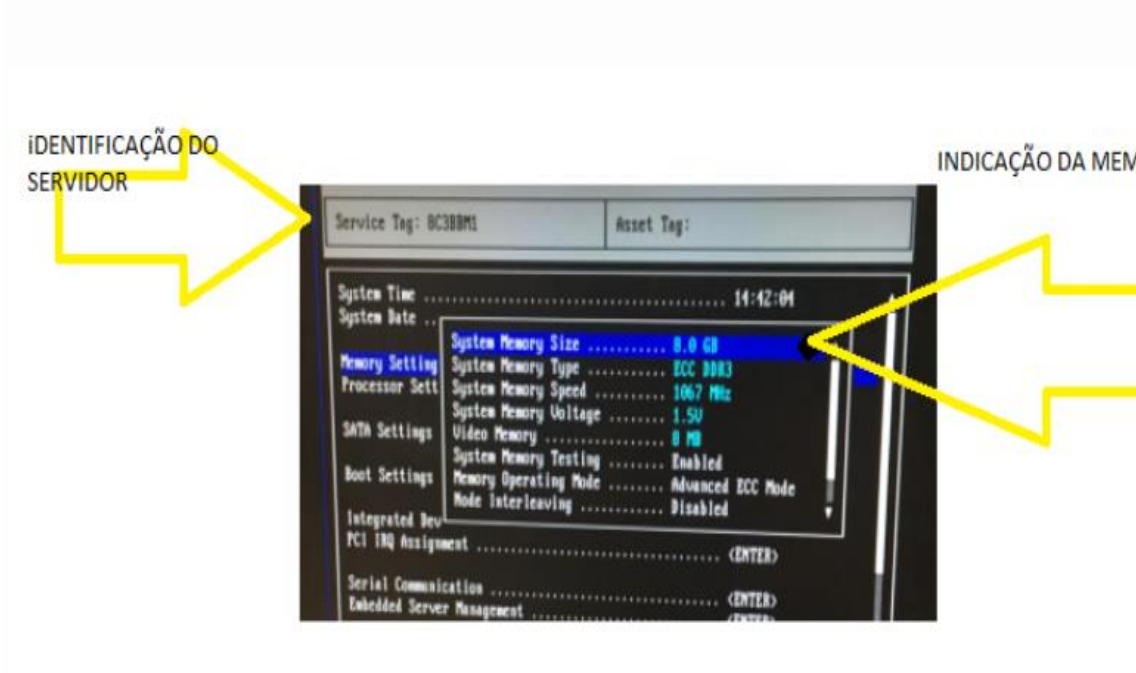 iDENTIFICAÇÃO DO
SERVIDOR
INDICAÇÃO DA MEM
Service Tag: 8C3BBM1
Asset Tag:
System Time ........................................ 14:42:04
System Date ..
System Memory Size ........... 8.0 GB
Memory Setting
System Memory Type ........... ECC DDR3
Processor Sett
System Memory Speed .......... 1067 MHz
System Memory Voltage ........ 1.5V
SATA Settings
Video Memory ................. 8 MB
System Memory Testing ........ Enabled
Boot Settings
Memory Operating Mode ........ Advanced ECC Mode
Node Interleaving ............ Disabled
Integrated Dev
PCI IRQ Assignment ................................ <ENTER>
Serial Communication .............................. <ENTER>
Embedded Server Management ........................ <ENTER>